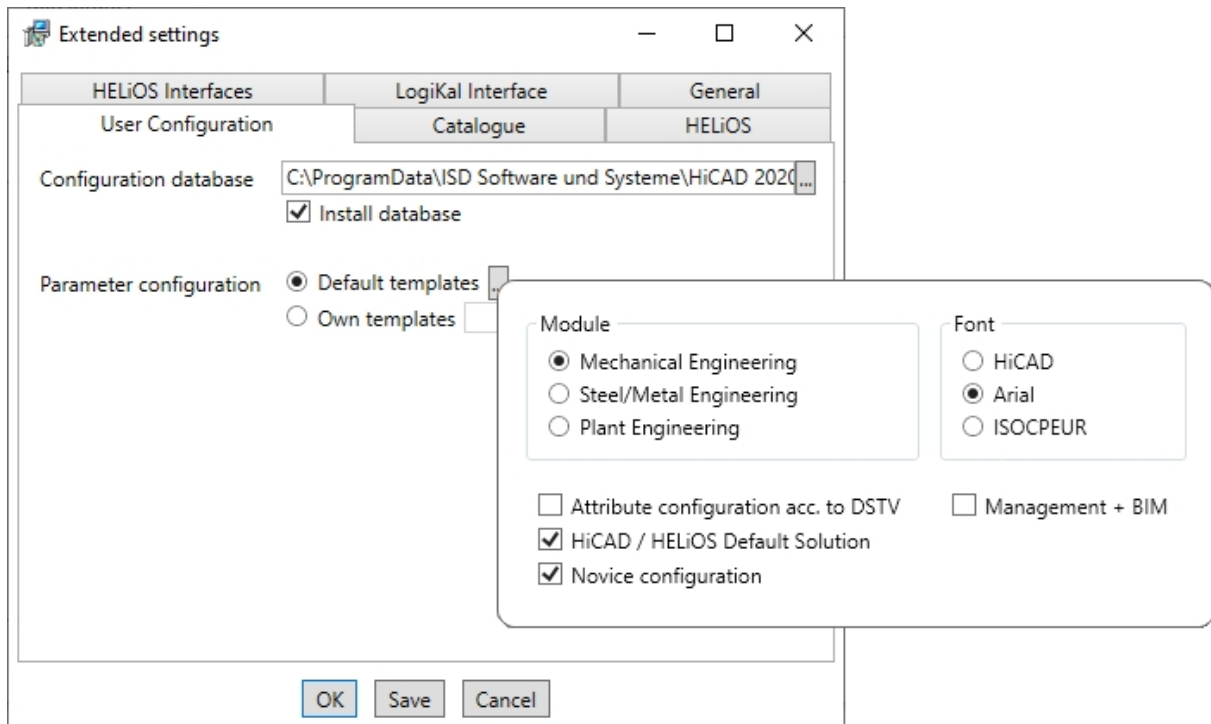 Extended settings
HELiOS Interfaces LogiKal Interface General
User Configuration Catalogue HELiOS
Configuration database C:\ProgramData\ISD Software und Systeme\HiCAD 2020 ...
Install database
Parameter configuration Default templates ...
Own templates
Module
Mechanical Engineering
Steel/Metal Engineering
Plant Engineering
Font
HiCAD
Arial
ISOCPEUR
Attribute configuration acc. to DSTV
Management + BIM
HiCAD / HELiOS Default Solution
Novice configuration
OK Save Cancel